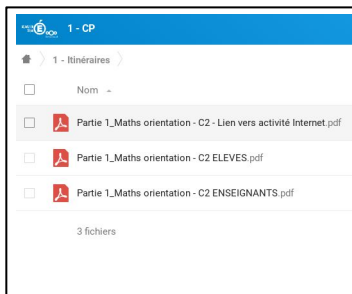 1 - CP
1 - Itinéraires
Nom
Partie 1_Maths orientation - C2 - Lien vers activité Internet.pdf
Partie 1_Maths orientation - C2 ELEVES.pdf
Partie 1_Maths orientation - C2 ENSEIGNANTS.pdf
3 fichiers